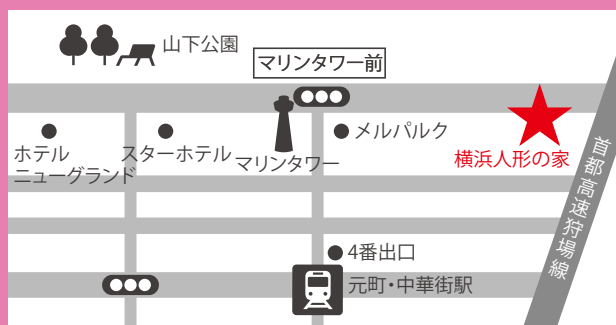 山下公園
マリンタワー前
ホテル
ニューグランド
スターホテル
マリンタワー
メルパルク
横浜人形の家
首都高速狩場線
4番出口
元町・中華街駅